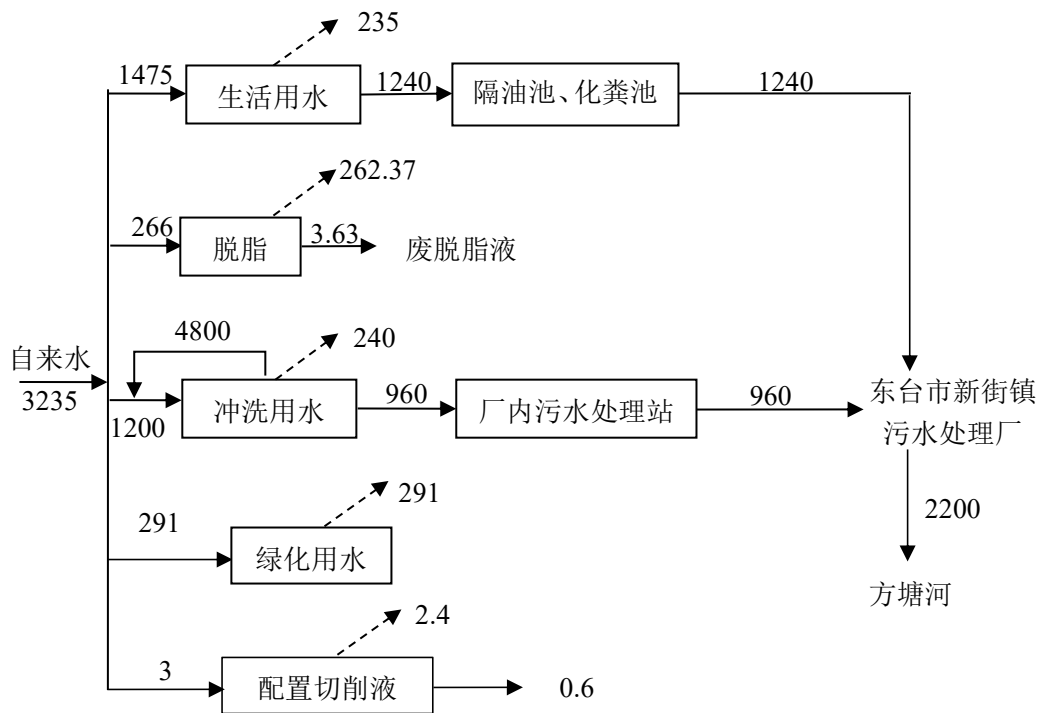 235
1475
生活用水
1240
隔油池、化粪池
1240
262.37
266
脱脂
3.63
废脱脂液
4800
240
自来水
3235
1200
冲洗用水
960
厂内污水处理站
960
东台市新街镇
污水处理厂
291
291
绿化用水
2200
方塘河
2.4
3
配置切削液
0.6